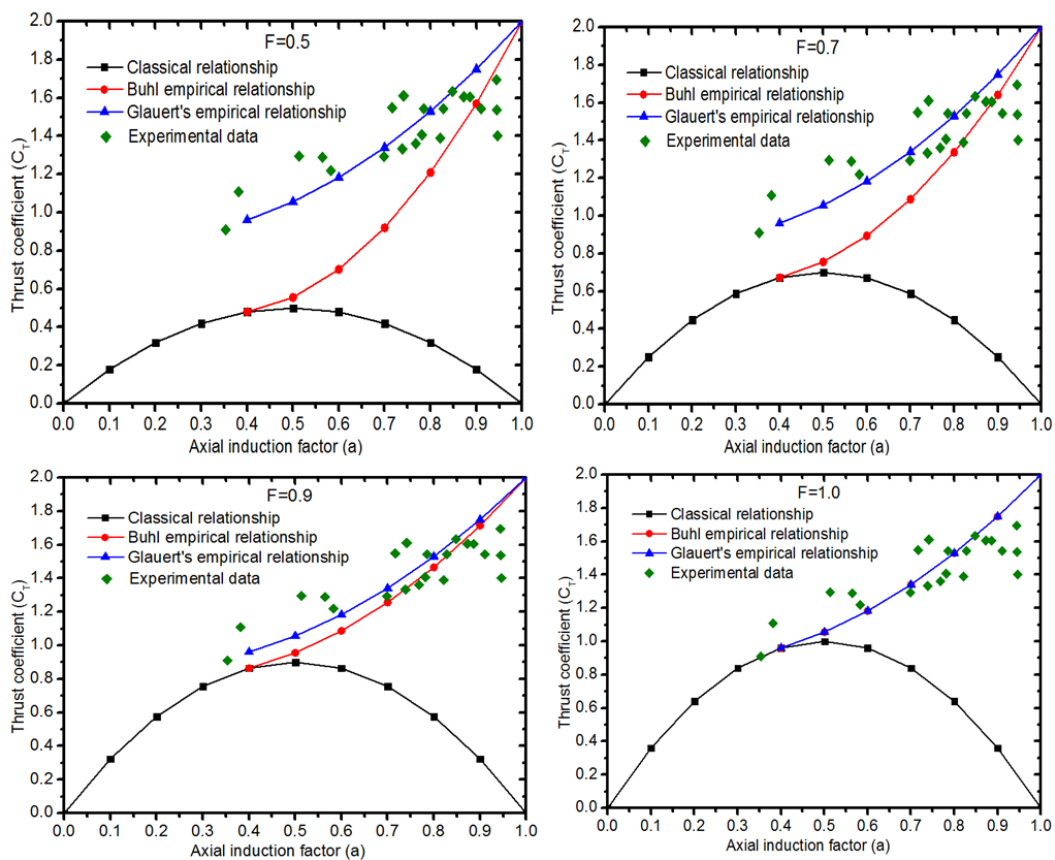 F=0.5
Classical relationship
Buhl empirical relationship
Glauert's empirical relationship
Experimental data
Thrust coefficient (C_T)
2.0
1.8
1.6
1.4
1.2
1.0
0.8
0.6
0.4
0.2
0.0
0.0 0.1 0.2 0.3 0.4 0.5 0.6 0.7 0.8 0.9 1.0
Axial induction factor (a)
F=0.7
Classical relationship
Buhl empirical relationship
Glauert's empirical relationship
Experimental data
Thrust coefficient (C_T)
2.0
1.8
1.6
1.4
1.2
1.0
0.8
0.6
0.4
0.2
0.0
0.0 0.1 0.2 0.3 0.4 0.5 0.6 0.7 0.8 0.9 1.0
Axial induction factor (a)
F=0.9
Classical relationship
Buhl empirical relationship
Glauert's empirical relationship
Experimental data
Thrust coefficient (C_T)
2.0
1.8
1.6
1.4
1.2
1.0
0.8
0.6
0.4
0.2
0.0
0.0 0.1 0.2 0.3 0.4 0.5 0.6 0.7 0.8 0.9 1.0
Axial induction factor (a)
F=1.0
Classical relationship
Buhl empirical relationship
Glauert's empirical relationship
Experimental data
Thrust coefficient (C_T)
2.0
1.8
1.6
1.4
1.2
1.0
0.8
0.6
0.4
0.2
0.0
0.0 0.1 0.2 0.3 0.4 0.5 0.6 0.7 0.8 0.9 1.0
Axial induction factor (a)